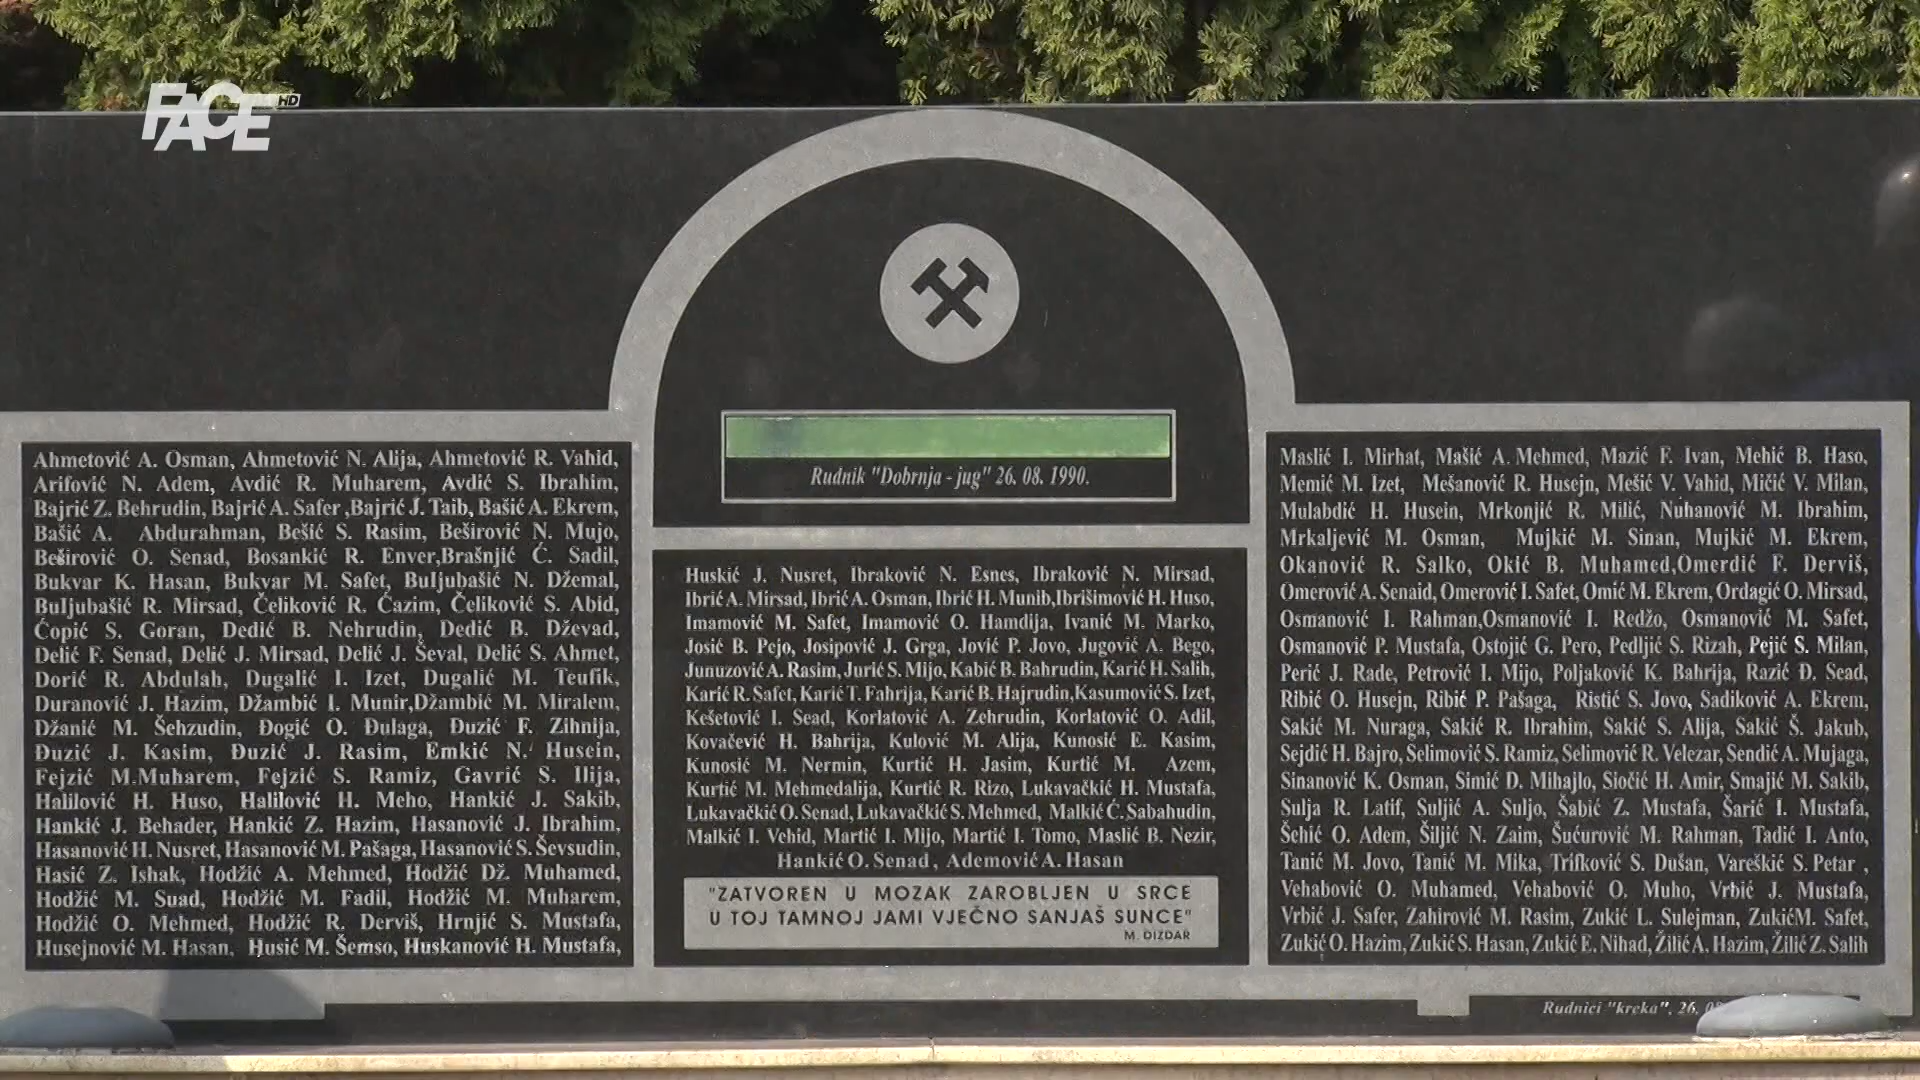 FACE HD
Rudnik "Dobrnja - jug" 26. 08. 1990.
Ahmetović A. Osman, Ahmetović N. Alija, Ahmetović R. Vahid,
Arifović N. Adem, Avdić R. Muharem, Avdić S. Ibrahim,
Bajrić Z. Behrudin, Bajrić A. Safer ,Bajrić J. Taib, Bašić A. Ekrem,
Bašić A. Abdurahman, Bešić S. Rasim, Beširović N. Mujo,
Beširović O. Senad, Bosankić R. Enver,Brašnjić Ć. Sadil,
Bukvar K. Hasan, Bukvar M. Safet, Buljubašić N. Džemal,
Buljubašić R. Mirsad, Čeliković R. Ćazim, Čeliković S. Abid,
Ćopić S. Goran, Dedić B. Nehrudin, Dedić B. Dževad,
Delić F. Senad, Delić J. Mirsad, Delić J. Ševal, Delić S. Ahmet,
Dorić R. Abdulah, Dugalić I. Izet, Dugalić M. Teufik,
Duranović J. Hazim, Džambić I. Munir,Džambić M. Miralem,
Džanić M. Šehzudin, Đogić O. Đulaga, Đuzić F. Zihnija,
Đuzić J. Kasim, Đuzić J. Rasim, Emkić N. Husein,
Fejzić M.Muharem, Fejzić S. Ramiz, Gavrić S. Ilija,
Halilović H. Huso, Halilović H. Meho, Hankić J. Sakib,
Hankić J. Behader, Hankić Z. Hazim, Hasanović J. Ibrahim,
Hasanović H. Nusret, Hasanović M. Pašaga, Hasanović S. Ševsudin,
Hasić Z. Ishak, Hodžić A. Mehmed, Hodžić Dž. Muhamed,
Hodžić M. Suad, Hodžić M. Fadil, Hodžić M. Muharem,
Hodžić O. Mehmed, Hodžić R. Derviš, Hrnjić S. Mustafa,
Husejnović M. Hasan, Husić M. Šemso, Huskanović H. Mustafa,
Huskić J. Nusret, Ibraković N. Esnes, Ibraković N. Mirsad,
Ibrić A. Mirsad, Ibrić A. Osman, Ibrić H. Munib,Ibrišimović H. Huso,
Imamović M. Safet, Imamović O. Hamdija, Ivanić M. Marko,
Josić B. Pejo, Josipović J. Grga, Jović P. Jovo, Jugović A. Bego,
Junuzović A. Rasim, Jurić S. Mijo, Kabić B. Bahrudin, Karić H. Salih,
Karić R. Safet, Karić T. Fahrija, Karić B. Hajrudin,Kasumović S. Izet,
Kešetović I. Sead, Korlatović A. Zehrudin, Korlatović O. Adil,
Kovačević H. Bahrija, Kulović M. Alija, Kunosić E. Kasim,
Kunosić M. Nermin, Kurtić H. Jasim, Kurtić M. Azem,
Kurtić M. Mehmedalija, Kurtić R. Rizo, Lukavačkić H. Mustafa,
Lukavačkić O. Senad, Lukavačkić S. Mehmed, Malkić Ć. Sabahudin,
Malkić I. Vehid, Martić I. Mijo, Martić I. Tomo, Maslić B. Nezir,
Hankić O. Senad, Ademović A. Hasan
"ZATVOREN U MOZAK ZAROBLJEN U SRCE
U TOJ TAMNOJ JAMI VJEČNO SANJAŠ SUNCE"
M. DIZDAR
Maslić I. Mirhat, Mašić A. Mehmed, Mazić F. Ivan, Mehić B. Haso,
Memić M. Izet, Mešanović R. Husejn, Mešić V. Vahid, Mičić V. Milan,
Mulabdić H. Husein, Mrkonjić R. Milić, Nuhanović M. Ibrahim,
Mrkaljević M. Osman, Mujkić M. Sinan, Mujkić M. Ekrem,
Okanović R. Salko, Okić B. Muhamed,Omerdić F. Derviš,
Omerović A. Senaid, Omerović I. Safet, Omić M. Ekrem, Ordagić O. Mirsad,
Osmanović I. Rahman,Osmanović I. Redžo, Osmanović M. Safet,
Osmanović P. Mustafa, Ostojić G. Pero, Pedljić S. Rizah, Pejić S. Milan,
Perić J. Rade, Petrović I. Mijo, Poljaković K. Bahrija, Razić Đ. Sead,
Ribić O. Husejn, Ribić P. Pašaga, Ristić S. Jovo, Sadiković A. Ekrem,
Sakić M. Nuraga, Sakić R. Ibrahim, Sakić S. Alija, Sakić Š. Jakub,
Sejdić H. Bajro, Selimović S. Ramiz, Selimović R. Velezar, Sendić A. Mujaga,
Sinanović K. Osman, Simić D. Mihajlo, Siočić H. Amir, Smajić M. Sakib,
Sulja R. Latif, Suljić A. Suljo, Šabić Z. Mustafa, Šarić I. Mustafa,
Šehić O. Adem, Šiljić N. Zaim, Šućurović M. Rahman, Tadić I. Anto,
Tanić M. Jovo, Tanić M. Mika, Trifković S. Dušan, Vareškić S. Petar ,
Vehabović O. Muhamed, Vehabović O. Muho, Vrbić J. Mustafa,
Vrbić J. Safer, Zahirović M. Rasim, Zukić L. Sulejman, ZukićM. Safet,
Zukić O. Hazim, Zukić S. Hasan, Zukić E. Nihad, Žilić A. Hazim, Žilić Z. Salih
Rudnici "kreka", 26.